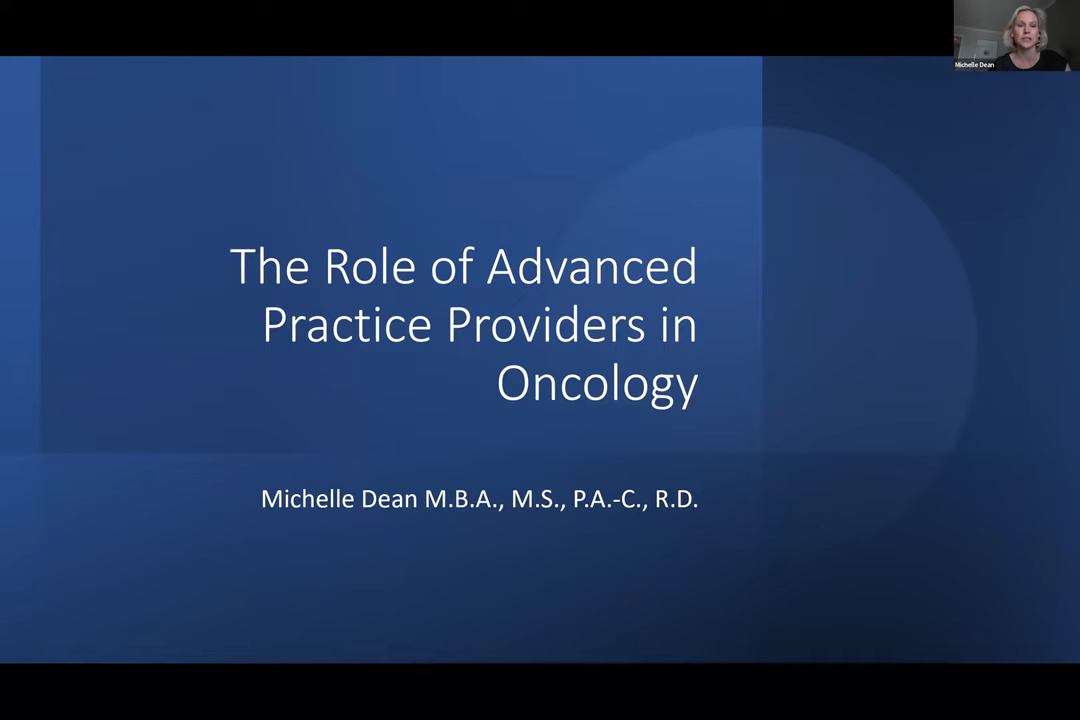 Michelle Dean
The Role of Advanced
Practice Providers in
Oncology
Michelle Dean M.B.A., M.S., P.A.-C., R.D.